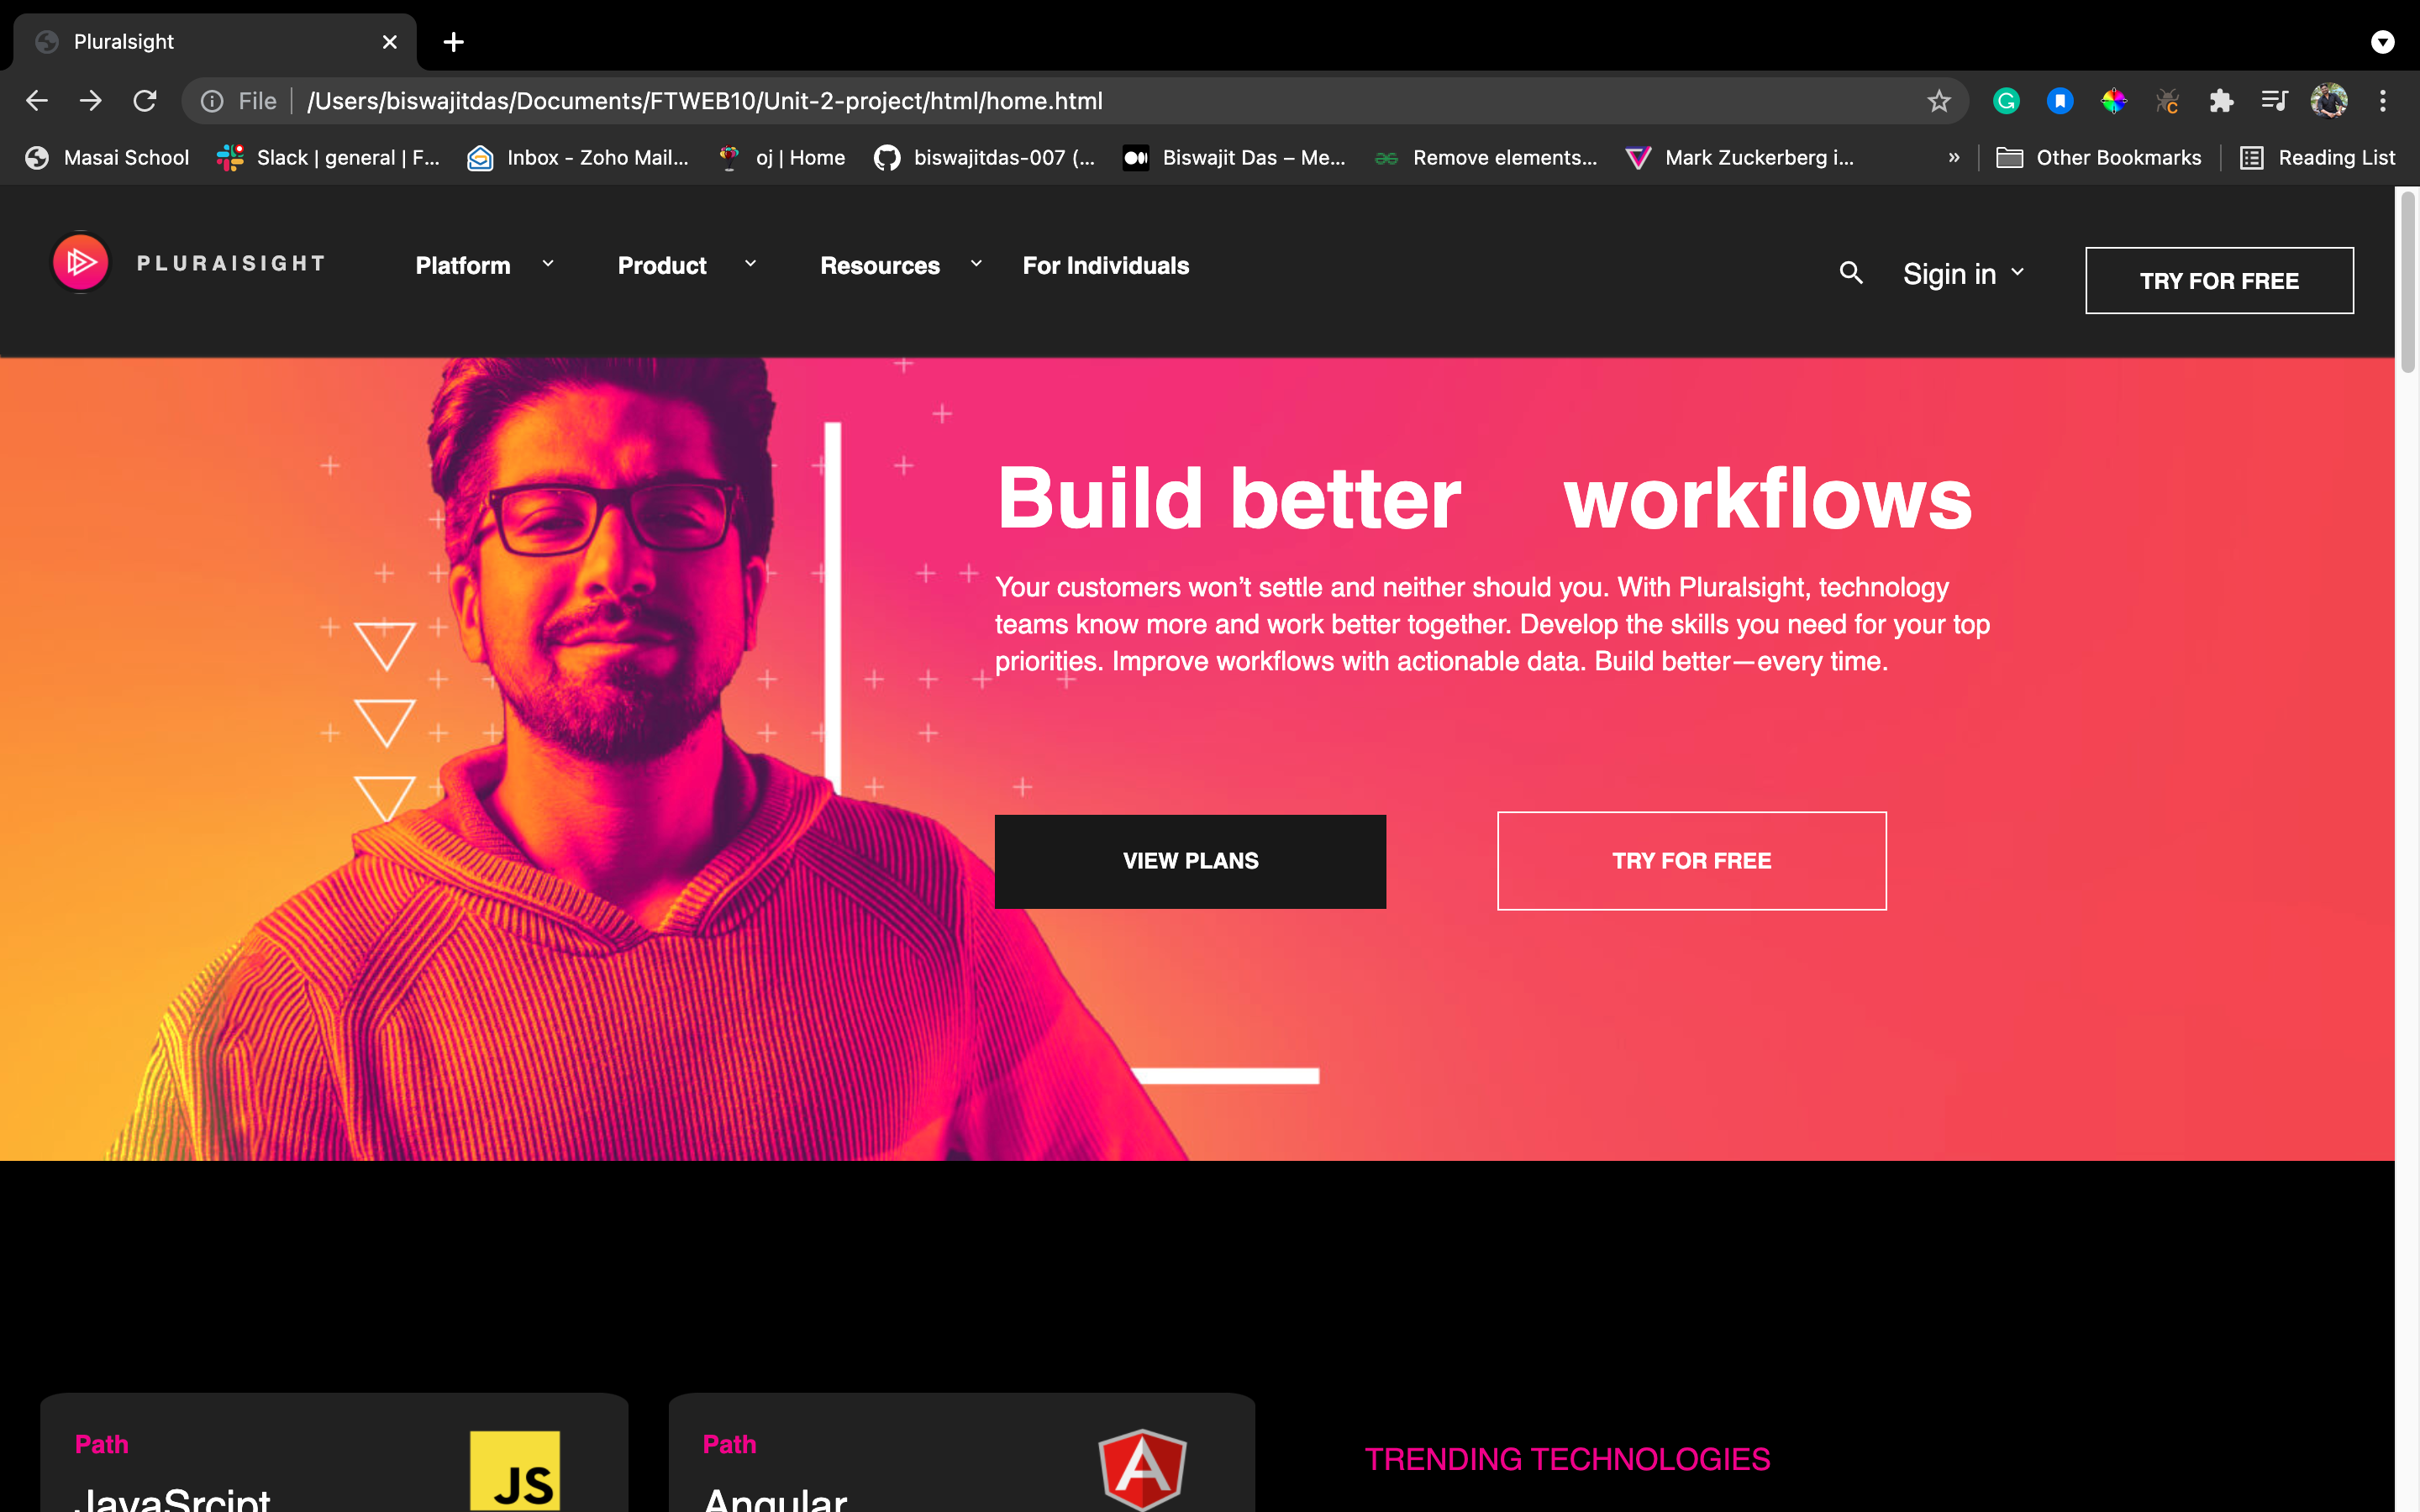 Pluralsight
File /Users/biswajitdas/Documents/FTWEB10/Unit-2-project/html/home.html
Masai School Slack | general | F... Inbox - Zoho Mail... oj | Home biswajitdas-007 (... Biswajit Das – Me... Remove elements... Mark Zuckerberg i... » Other Bookmarks Reading List
PLURAISIGHT Platform Product Resources For Individuals Sigin in TRY FOR FREE
Build better workflows
Your customers won’t settle and neither should you. With Pluralsight, technology
teams know more and work better together. Develop the skills you need for your top
priorities. Improve workflows with actionable data. Build better—every time.
VIEW PLANS TRY FOR FREE
Path JS Path A TRENDING TECHNOLOGIES
JavaSrcipt Angular